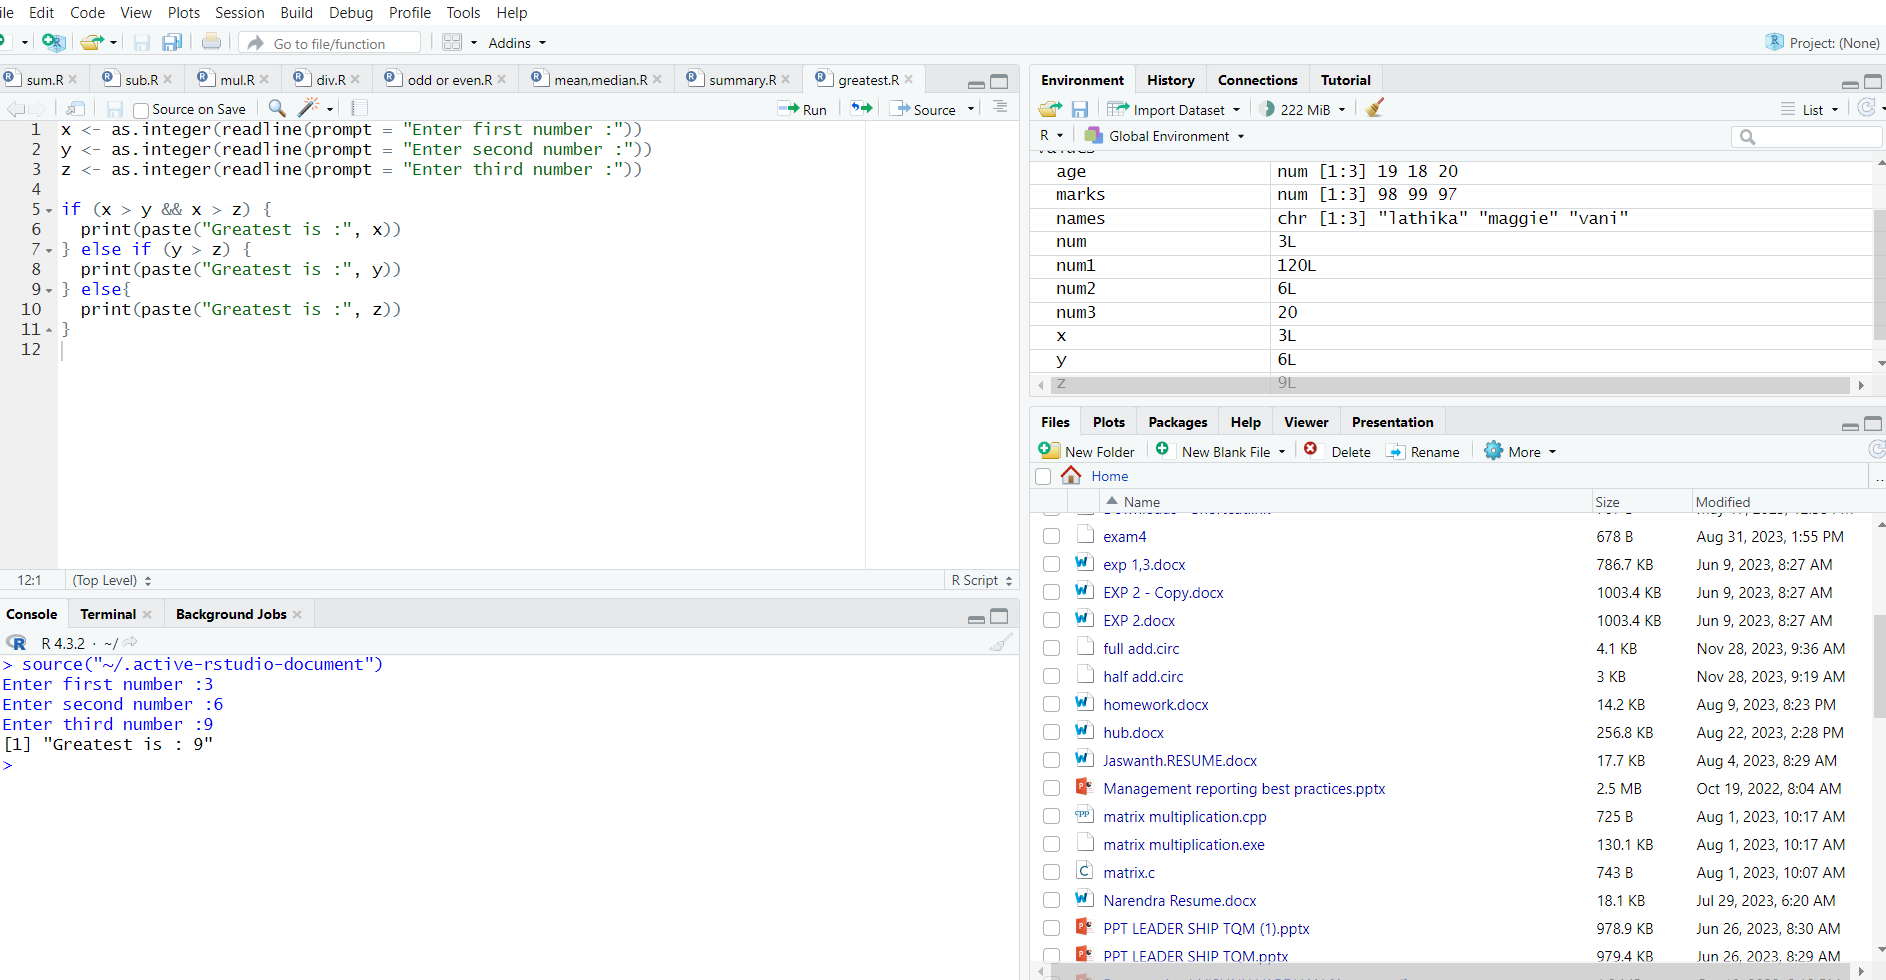 ile Edit Code View Plots Session Build Debug Profile Tools Help
Go to file/function Addins Project: (None)
sum.R sub.R mul.R div.R odd or even.R mean,median.R summary.R greatest.R
Source on Save Run Source
1 x <- as.integer(readline(prompt = "Enter first number :"))
2 y <- as.integer(readline(prompt = "Enter second number :"))
3 z <- as.integer(readline(prompt = "Enter third number :"))
4
5 if (x > y && x > z) {
6 print(paste("Greatest is :", x))
7 } else if (y > z) {
8 print(paste("Greatest is :", y))
9 } else{
10 print(paste("Greatest is :", z))
11 }
12
12:1 (Top Level) R Script
Console Terminal Background Jobs
R 4.3.2 · ~/
> source("~/.active-rstudio-document")
Enter first number :3
Enter second number :6
Enter third number :9
[1] "Greatest is : 9"
>
Environment History Connections Tutorial
Import Dataset 222 MiB List
R Global Environment
age num [1:3] 19 18 20
marks num [1:3] 98 99 97
names chr [1:3] "lathika" "maggie" "vani"
num 3L
num1 120L
num2 6L
num3 20
x 3L
y 6L
z 9L
Files Plots Packages Help Viewer Presentation
New Folder New Blank File Delete Rename More
Home
Name Size Modified
exam4 678 B Aug 31, 2023, 1:55 PM
exp 1,3.docx 786.7 KB Jun 9, 2023, 8:27 AM
EXP 2 - Copy.docx 1003.4 KB Jun 9, 2023, 8:27 AM
EXP 2.docx 1003.4 KB Jun 9, 2023, 8:27 AM
full add.circ 4.1 KB Nov 28, 2023, 9:36 AM
half add.circ 3 KB Nov 28, 2023, 9:19 AM
homework.docx 14.2 KB Aug 9, 2023, 8:23 PM
hub.docx 256.8 KB Aug 22, 2023, 2:28 PM
Jaswanth.RESUME.docx 17.7 KB Aug 4, 2023, 8:29 AM
Management reporting best practices.pptx 2.5 MB Oct 19, 2022, 8:04 AM
matrix multiplication.cpp 725 B Aug 1, 2023, 10:17 AM
matrix multiplication.exe 130.1 KB Aug 1, 2023, 10:17 AM
matrix.c 743 B Aug 1, 2023, 10:07 AM
Narendra Resume.docx 18.1 KB Jul 29, 2023, 6:20 AM
PPT LEADER SHIP TQM (1).pptx 978.9 KB Jun 26, 2023, 8:30 AM
PPT LEADER SHIP TQM.pptx 979.4 KB Jun 26, 2023, 8:29 AM